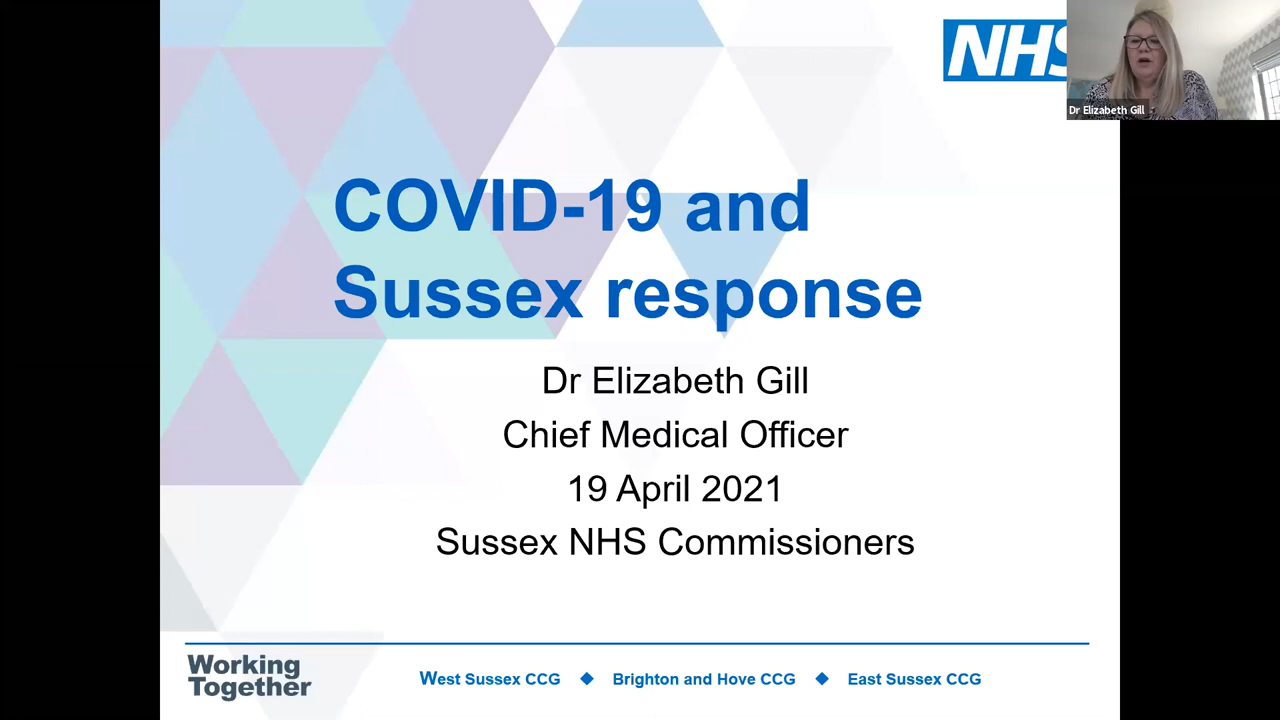 NHS
Dr Elizabeth Gill
COVID-19 and
Sussex response
Dr Elizabeth Gill
Chief Medical Officer
19 April 2021
Sussex NHS Commissioners
Working
Together
West Sussex CCG ◆ Brighton and Hove CCG ◆ East Sussex CCG